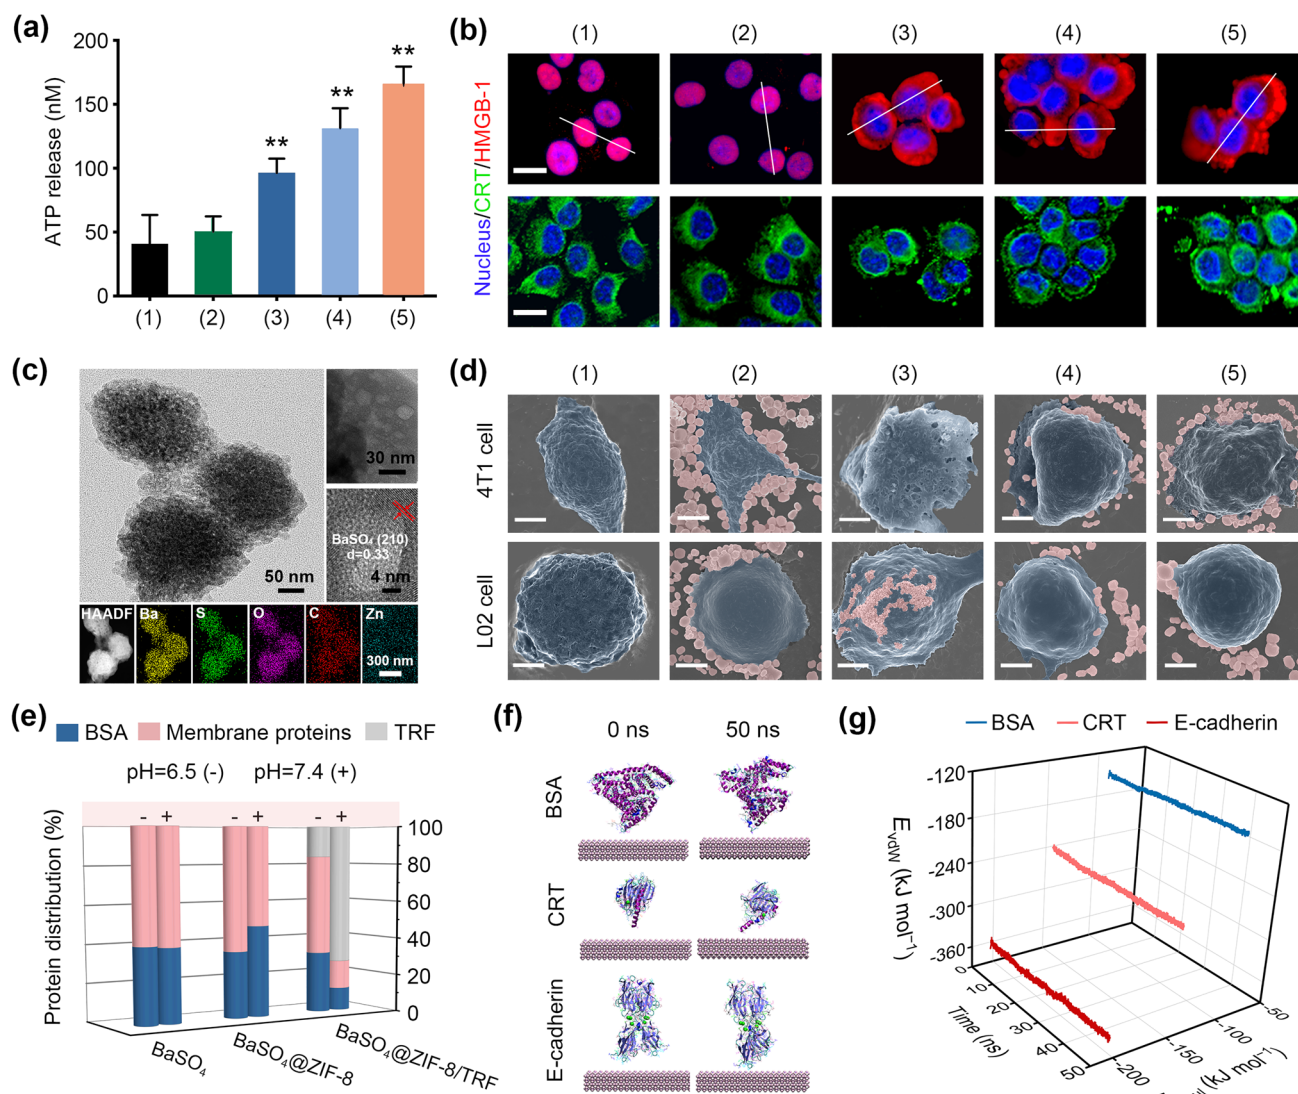 (a)
200
150
100
50
0
ATP release (nM)
**
**
**
(1)
(2)
(3)
(4)
(5)
(b)
(1)
(2)
(3)
(4)
(5)
Nucleus/CRT/HMGB-1
(c)
50 nm
30 nm
BaSO₄ (210)
d=0.33
4 nm
HAADF
Ba
S
O
C
Zn
300 nm
(d)
(1)
(2)
(3)
(4)
(5)
4T1 cell
L02 cell
(e)
BSA
Membrane proteins
TRF
pH=6.5 (-)
pH=7.4 (+)
- + - + - +
Protein distribution (%)
100
80
60
40
20
0
BaSO₄
BaSO₄@ZIF-8
BaSO₄@ZIF-8/TRF
(f)
0 ns
50 ns
BSA
CRT
E-cadherin
(g)
BSA
CRT
E-cadherin
-120
-180
-240
-300
-360
E_vdW (kJ mol⁻¹)
0
10
20
30
40
50
Time (ns)
-200
-150
-100
-50
(kJ mol⁻¹)